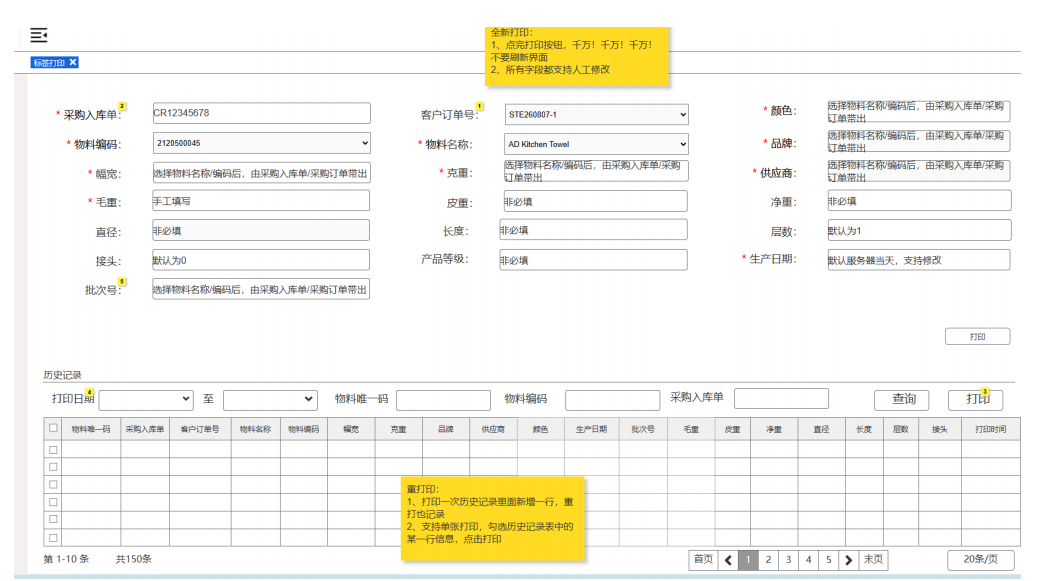 全新打印：
1、点完打印按钮，千万！千万！千万！
不要刷新界面
2、所有字段都支持人工修改
标签打印 X
* 采购入库单： 2 CR12345678
客户订单号： 1 STE260807-1
* 颜色： 选择物料名称/编码后，由采购入库单/采购
订单带出
* 物料编码： 2120500045
* 物料名称： AD Kitchen Towel
* 品牌： 选择物料名称/编码后，由采购入库单/采购
订单带出
* 幅宽： 选择物料名称/编码后，由采购入库单/采购订单带出
* 克重： 选择物料名称/编码后，由采购入库单/采购
订单带出
* 供应商： 选择物料名称/编码后，由采购入库单/采购
订单带出
* 毛重： 手工填写
皮重： 非必填
净重： 非必填
直径： 非必填
长度： 非必填
层数： 默认为1
接头： 默认为0
产品等级： 非必填
* 生产日期： 默认服务器当天，支持修改
批次号： 5 选择物料名称/编码后，由采购入库单/采购订单带出
打印
历史记录
打印日期 4 至 物料唯一码 物料编码 采购入库单 查询 打印 3
物料唯一码 采购入库单 客户订单号 物料名称 物料编码 幅宽 克重 品牌 供应商 颜色 生产日期 批次号 毛重 皮重 净重 直径 长度 层数 接头 打印时间
重打印：
1、打印一次历史记录里面新增一行，重
打也记录
2、支持单张打印，勾选历史记录表中的
某一行信息，点击打印
第 1-10 条 共150条 首页 1 2 3 4 5 末页 20条/页